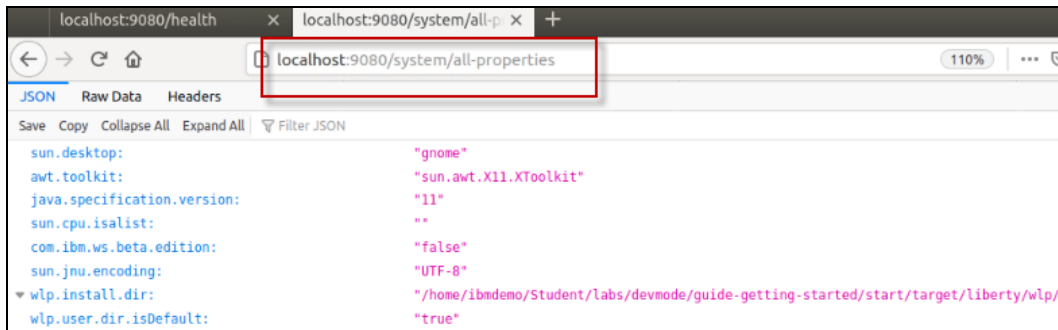 localhost:9080/health × localhost:9080/system/all-p × +
localhost:9080/system/all-properties 110%
JSON Raw Data Headers
Save Copy Collapse All Expand All Filter JSON
sun.desktop: "gnome"
awt.toolkit: "sun.awt.X11.XToolkit"
java.specification.version: "11"
sun.cpu.isalist: ""
com.ibm.ws.beta.edition: "false"
sun.jnu.encoding: "UTF-8"
wlp.install.dir: "/home/ibmdemo/Student/labs/devmode/guide-getting-started/start/target/liberty/wlp/
wlp.user.dir.isDefault: "true"